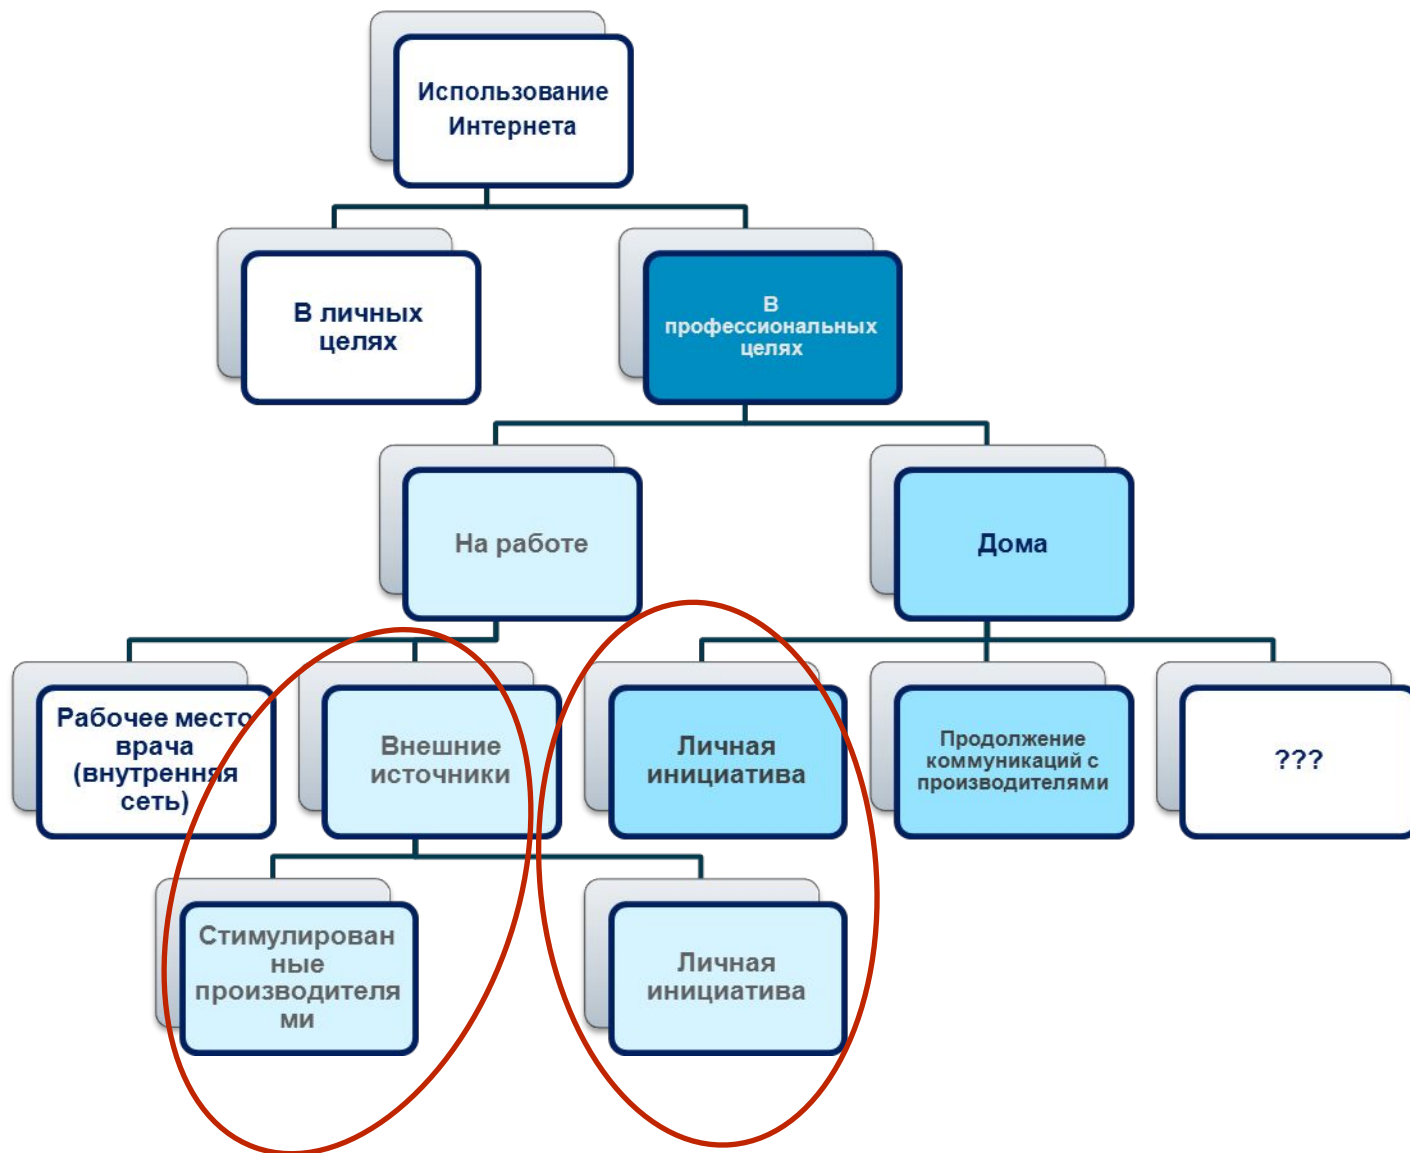 Использование
Интернета
В личных
целях
В
профессиональных
целях
На работе
Дома
Рабочее место
врача
(внутренняя
сеть)
Внешние
источники
Личная
инициатива
Продолжение
коммуникаций с
производителями
???
Стимулирован
ные
производителя
ми
Личная
инициатива